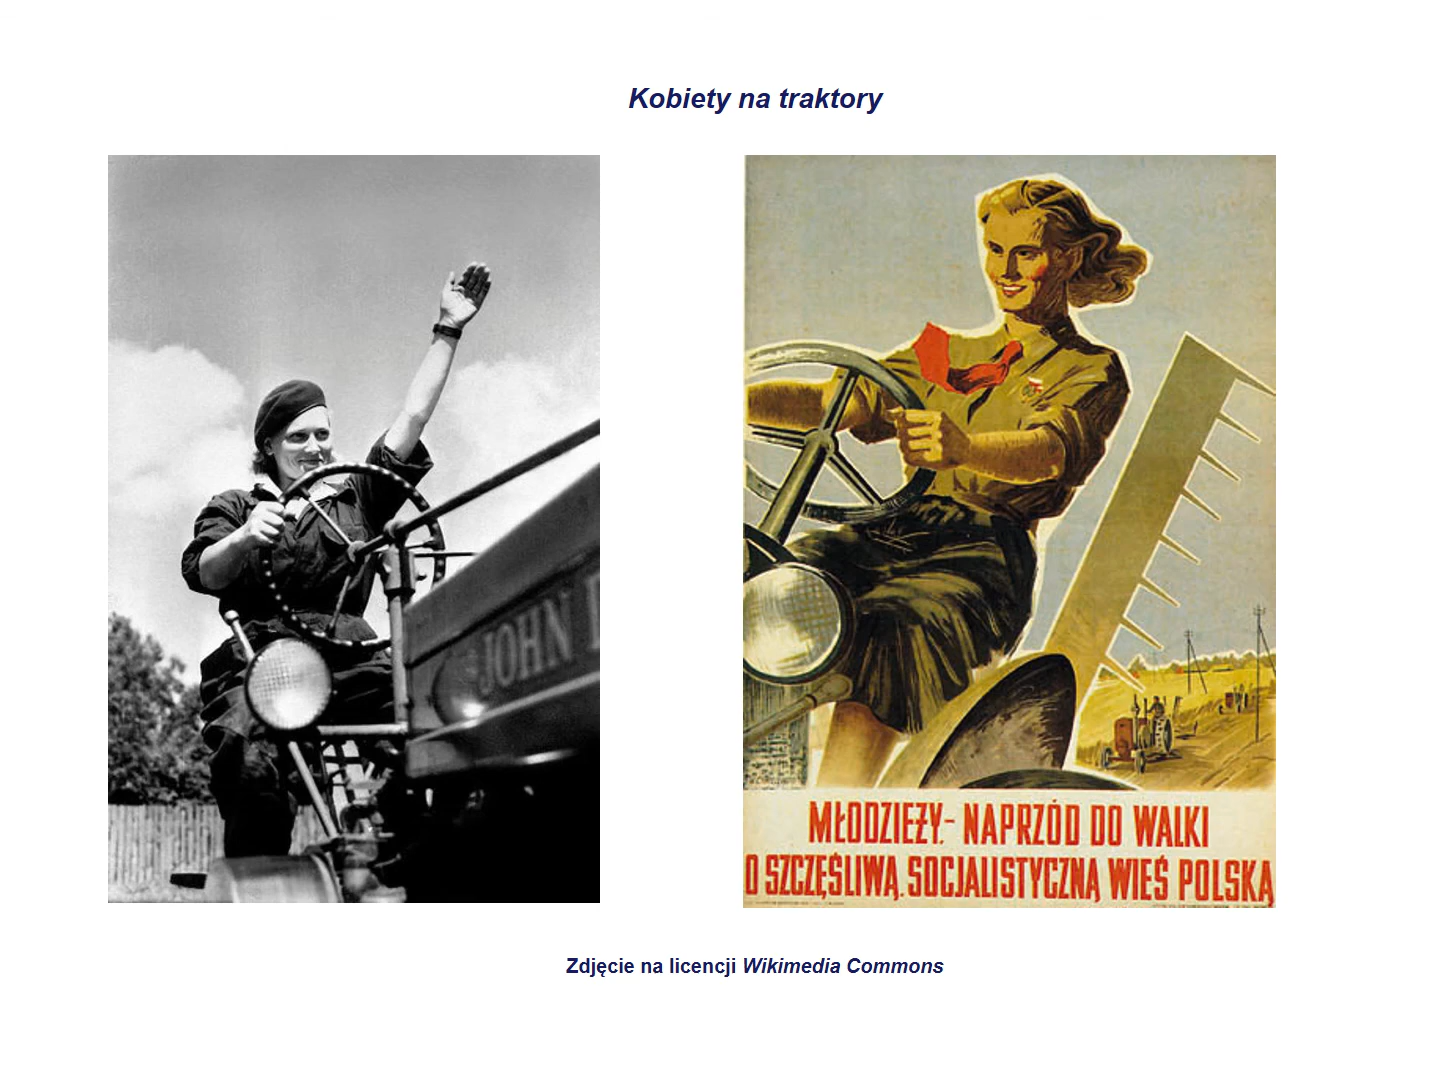 Kobiety na traktory
JOHN
MŁODZIEŻY.- NAPRZÓD DO WALKI
O SZCZĘŚLIWĄ, SOCJALISTYCZNĄ WIEŚ POLSKĄ
Zdjęcie na licencji Wikimedia Commons